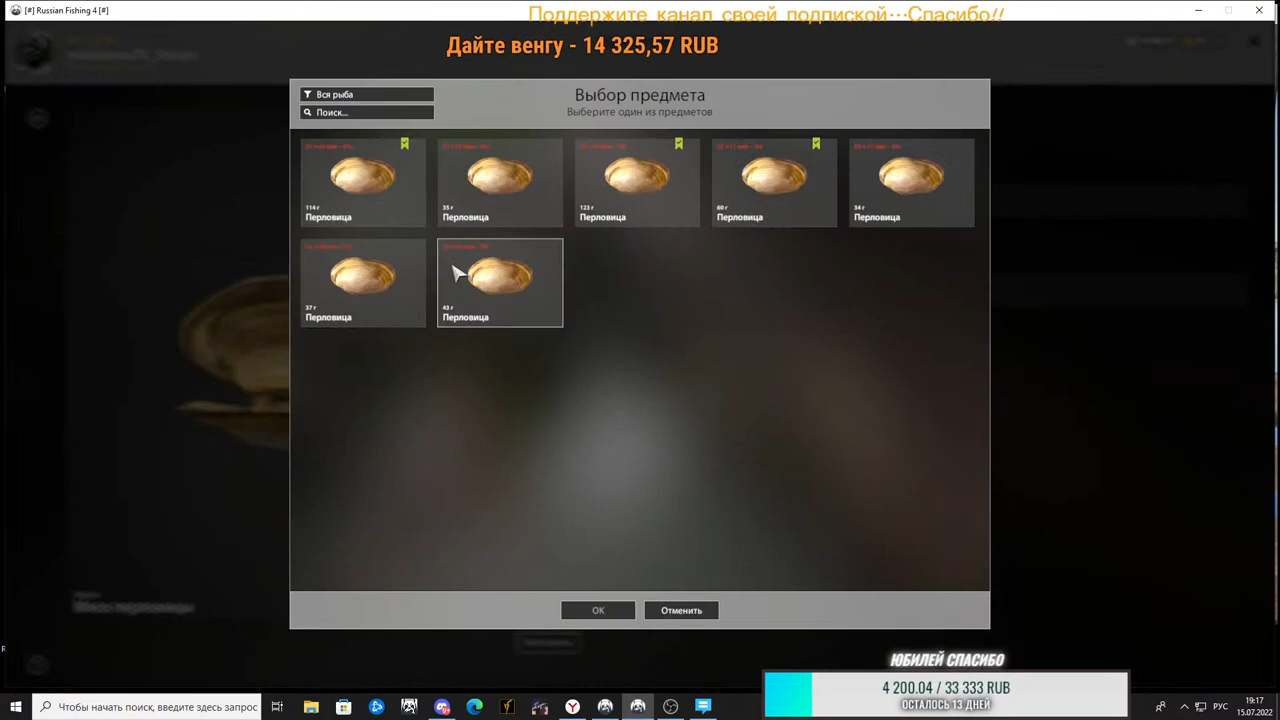 [#] Russian Fishing 4 [#]
Поддержите канал своей подпиской...Спасибо!!
Дайте венгу - 14 325,57 RUB
Вся рыба
Поиск...
Выбор предмета
Выберите один из предметов
114 г
Перловица
35 г
Перловица
123 г
Перловица
60 г
Перловица
34 г
Перловица
37 г
Перловица
43 г
Перловица
Мясо перловицы
OK
Отменить
ЮБИЛЕЙ СПАСИБО
4 200.04 / 33 333 RUB
ОСТАЛОСЬ 13 ДНЕЙ
Чтобы начать поиск, введите здесь запрос
РУС
19:17
15.07.2022